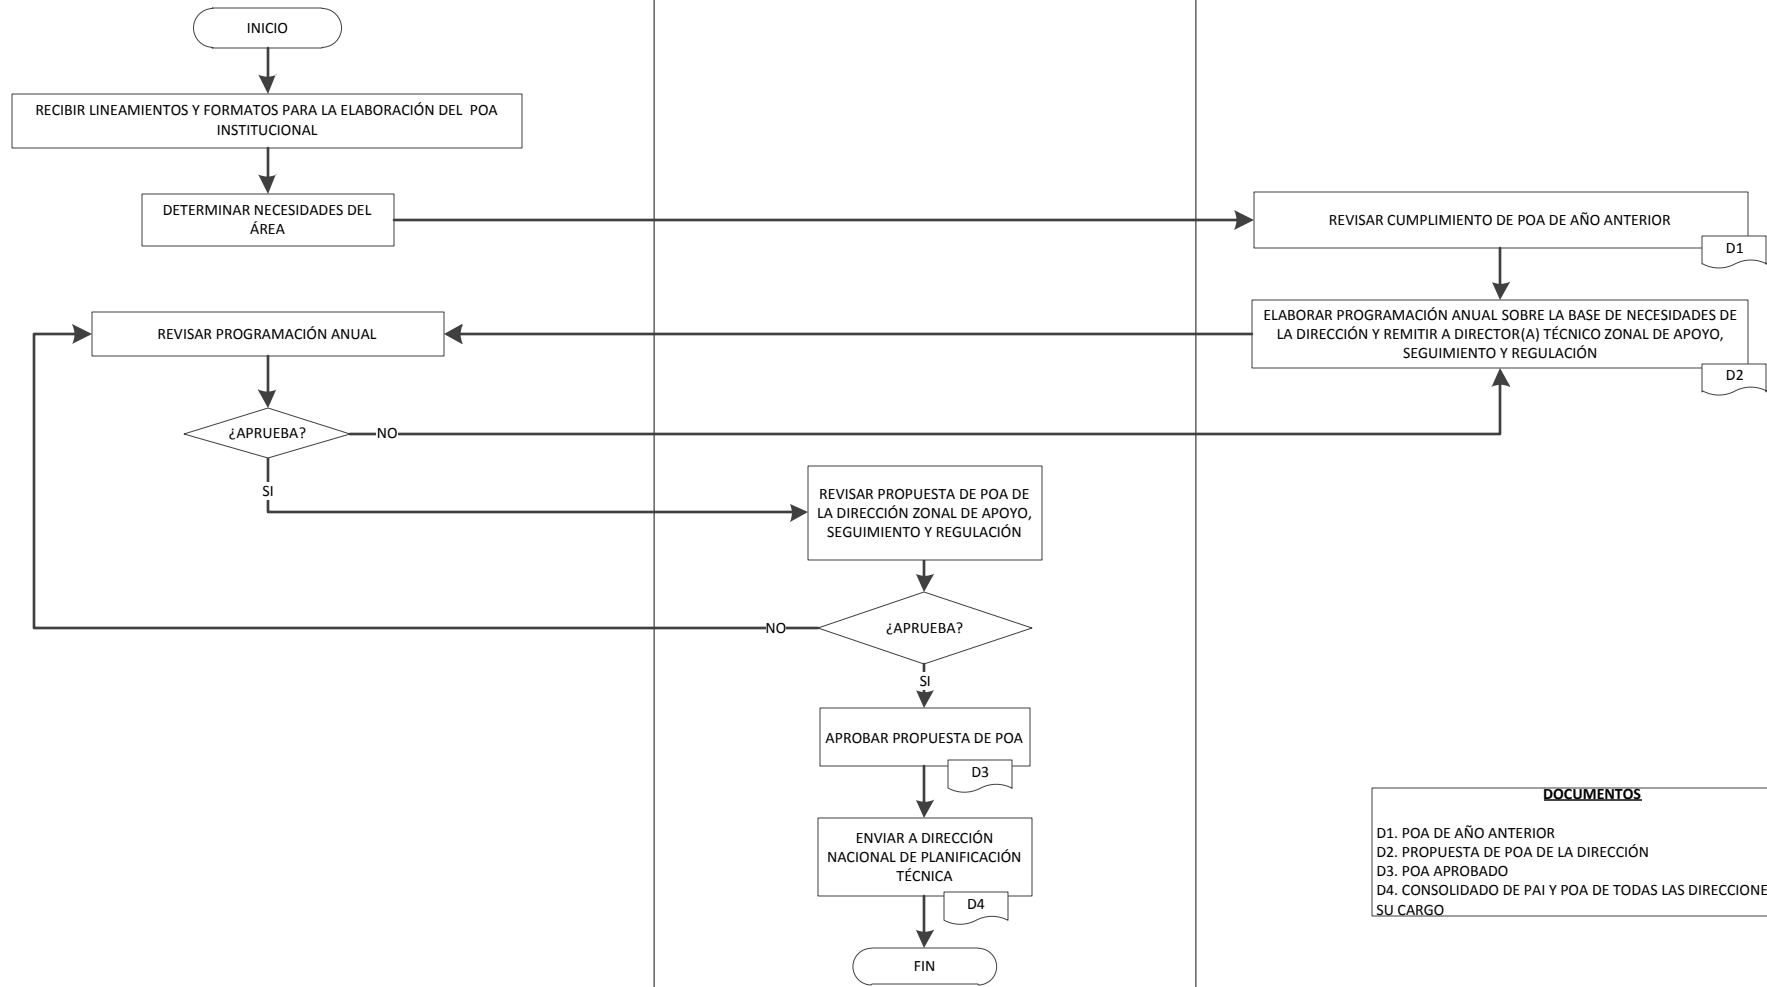 INICIO
RECIBIR LINEAMIENTOS Y FORMATOS PARA LA ELABORACIÓN DEL POA
INSTITUCIONAL
DETERMINAR NECESIDADES DEL
ÁREA
REVISAR CUMPLIMIENTO DE POA DE AÑO ANTERIOR
D1
ELABORAR PROGRAMACIÓN ANUAL SOBRE LA BASE DE NECESIDADES DE
LA DIRECCIÓN Y REMITIR A DIRECTOR(A) TÉCNICO ZONAL DE APOYO,
SEGUIMIENTO Y REGULACIÓN
D2
REVISAR PROGRAMACIÓN ANUAL
¿APRUEBA?
NO
SI
REVISAR PROPUESTA DE POA DE
LA DIRECCIÓN ZONAL DE APOYO,
SEGUIMIENTO Y REGULACIÓN
¿APRUEBA?
NO
SI
APROBAR PROPUESTA DE POA
D3
ENVIAR A DIRECCIÓN
NACIONAL DE PLANIFICACIÓN
TÉCNICA
D4
FIN
DOCUMENTOS
D1. POA DE AÑO ANTERIOR
D2. PROPUESTA DE POA DE LA DIRECCIÓN
D3. POA APROBADO
D4. CONSOLIDADO DE PAI Y POA DE TODAS LAS DIRECCIONE
SU CARGO